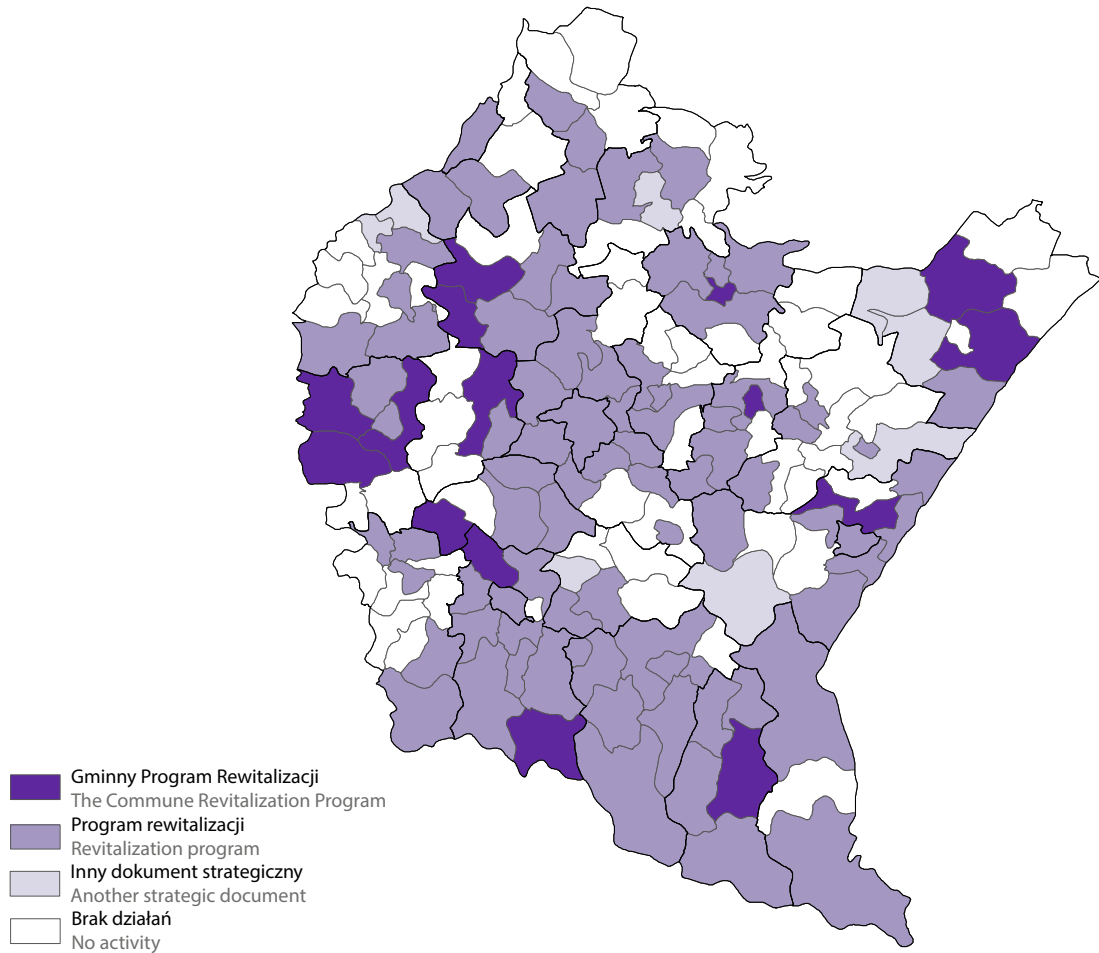 Gminny Program Rewitalizacji
The Commune Revitalization Program
Program rewitalizacji
Revitalization program
Inny dokument strategiczny
Another strategic document
Brak działań
No activity